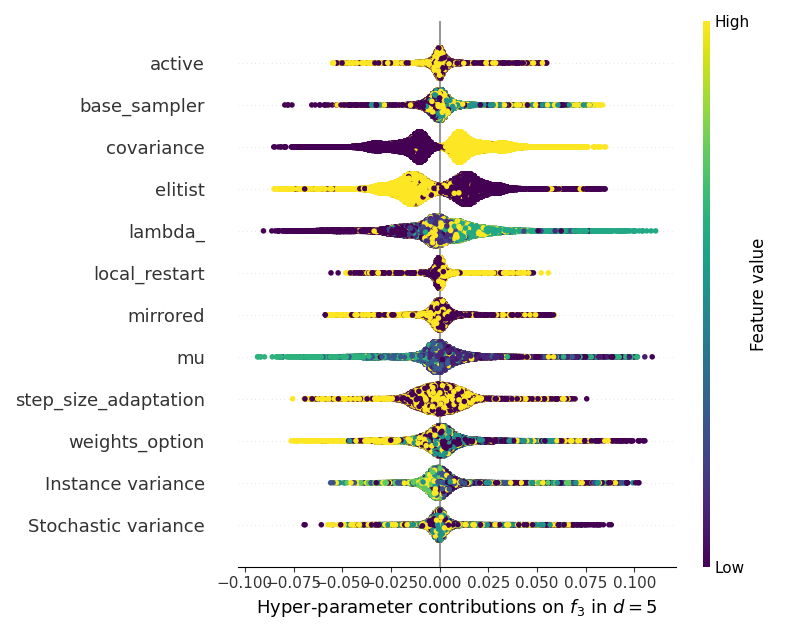 High
active
base_sampler
covariance
elitist
lambda_
local_restart
mirrored
mu
step_size_adaptation
weights_option
Instance variance
Stochastic variance
Feature value
Low
−0.100 −0.075 −0.050 −0.025 0.000 0.025 0.050 0.075 0.100
Hyper-parameter contributions on f₃ in d = 5